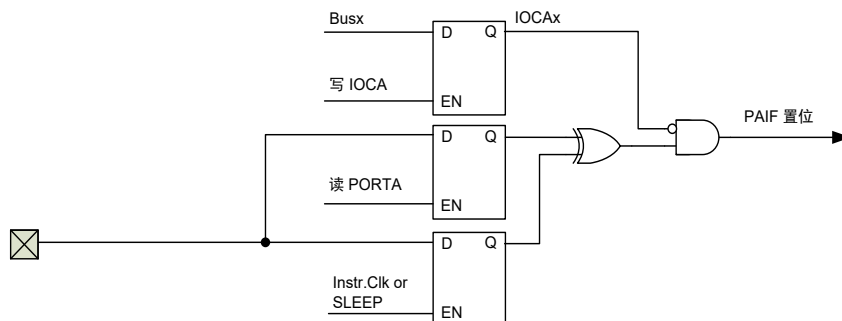 Busx
IOCAx
D
Q
写 IOCA
EN
PAIF 置位
D
Q
读 PORTA
EN
D
Q
Instr.Clk or
SLEEP
EN